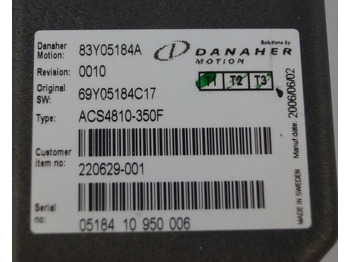 Danaher Motion: 83Y05184A
Solutions by
DANAHER
MOTION
Revision: 0010
T1 T2 T3
Original SW: 69Y05184C17
Type: ACS4810-350F
Customer item no: 220629-001
Serial no: 05184 10 950 006
Manuf date: 2006/06/02
MADE IN SWEDEN